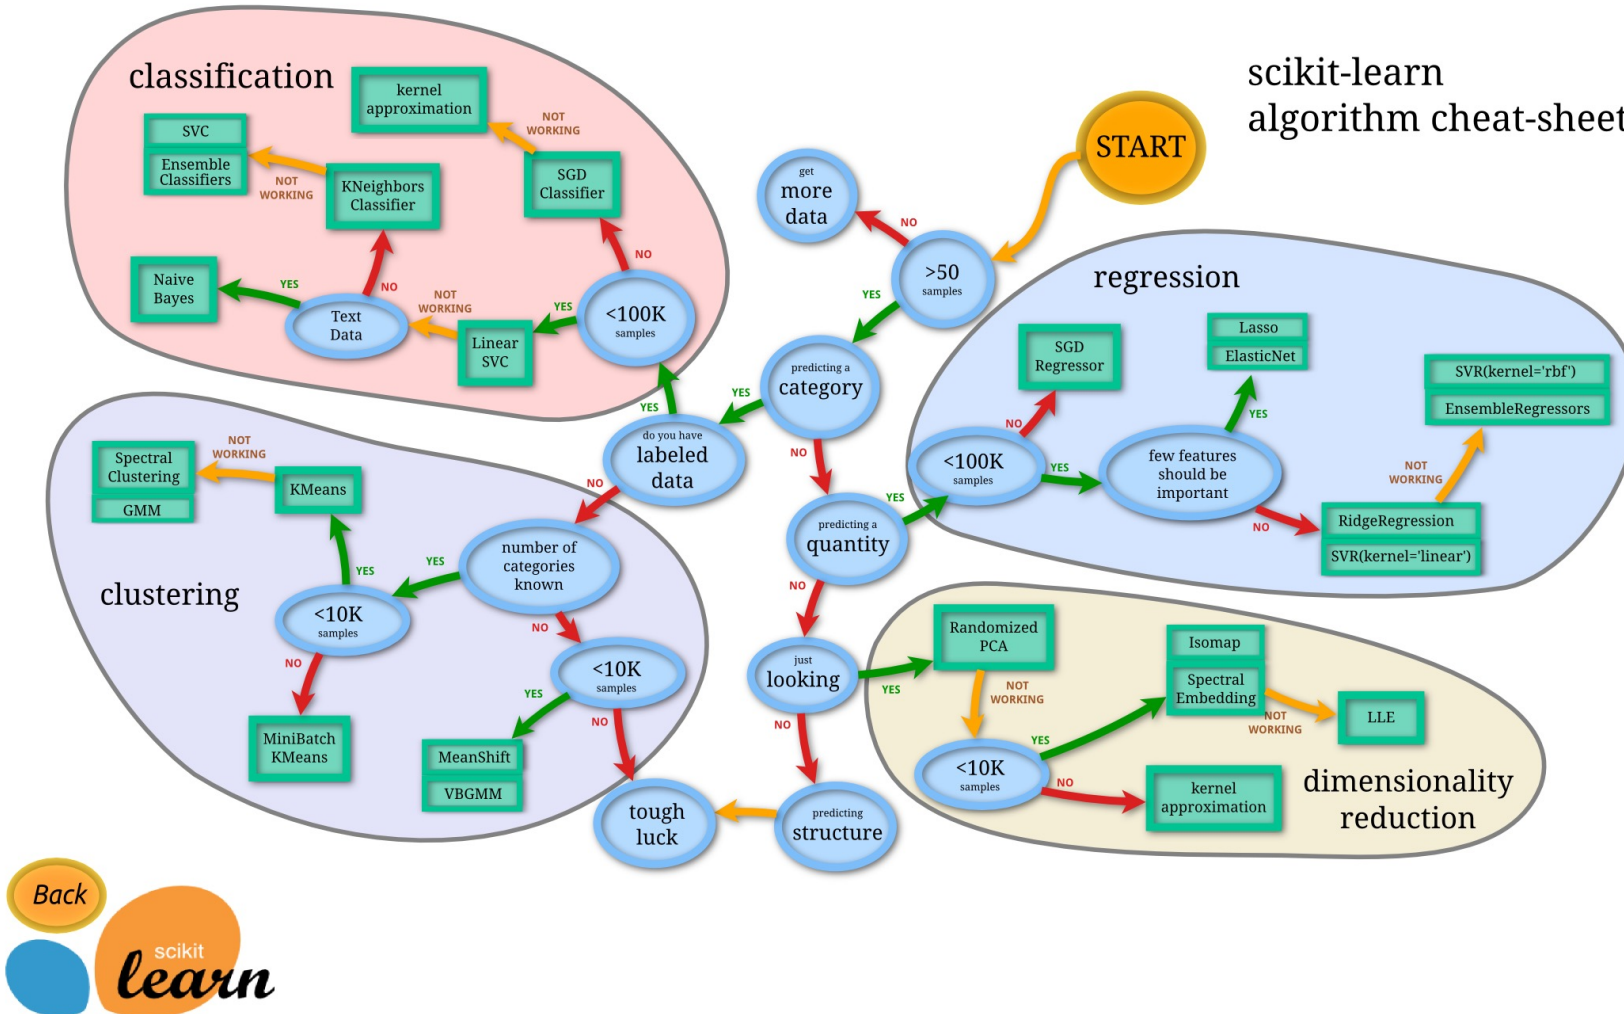 scikit-learn
algorithm cheat-sheet
START
classification
kernel
approximation
NOT
WORKING
SVC
Ensemble
Classifiers
NOT
WORKING
KNeighbors
Classifier
SGD
Classifier
NO
Naive
Bayes
YES
NO
Text
Data
NOT
WORKING
Linear
SVC
YES
<100K
samples
get
more
data
NO
>50
samples
YES
predicting a
category
YES
YES
do you have
labeled
data
NO
NO
predicting a
quantity
YES
NO
just
looking
YES
NO
predicting
structure
tough
luck
regression
SGD
Regressor
Lasso
ElasticNet
SVR(kernel='rbf')
EnsembleRegressors
NO
YES
<100K
samples
YES
few features
should be
important
NOT
WORKING
NO
RidgeRegression
SVR(kernel='linear')
clustering
Spectral
Clustering
GMM
NOT
WORKING
KMeans
YES
number of
categories
known
YES
<10K
samples
NO
NO
<10K
samples
YES
NO
MiniBatch
KMeans
MeanShift
VBGMM
Randomized
PCA
NOT
WORKING
Isomap
Spectral
Embedding
NOT
WORKING
LLE
YES
<10K
samples
NO
kernel
approximation
dimensionality
reduction
Back
scikit
learn